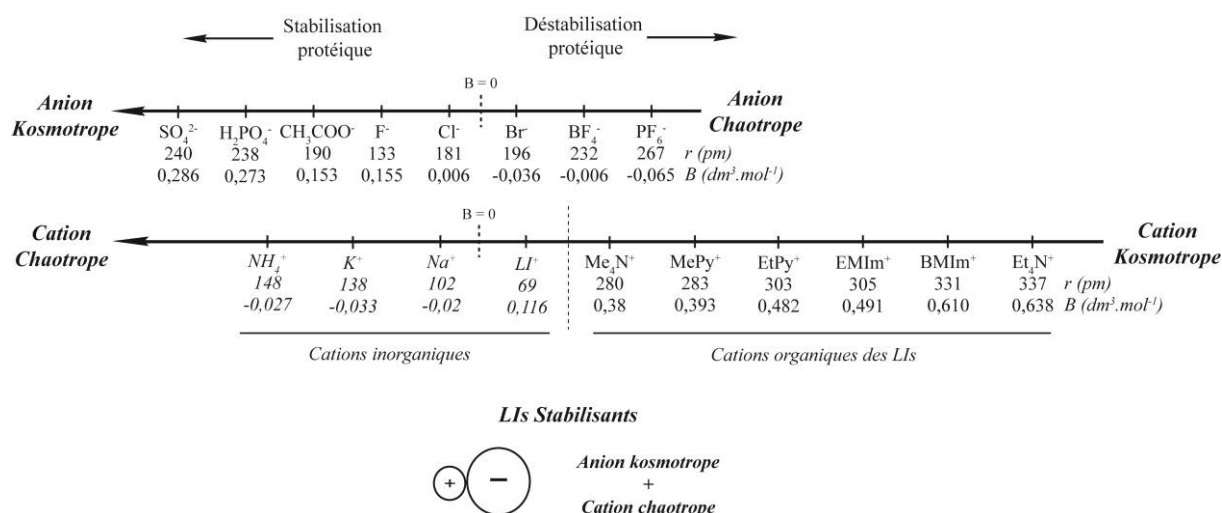 Stabilisation
protéique
Déstabilisation
protéique
B = 0
Anion
Kosmotrope
Anion
Chaotrope
SO₄²⁻ H₂PO₄⁻ CH₃COO⁻ F⁻ Cl⁻ Br⁻ BF₄⁻ PF₆⁻
240 238 190 133 181 196 232 267 r (pm)
0,286 0,273 0,153 0,155 0,006 -0,036 -0,006 -0,065 B (dm³.mol⁻¹)
B = 0
Cation
Chaotrope
Cation
Kosmotrope
NH₄⁺ K⁺ Na⁺ LI⁺ Me₄N⁺ MePy⁺ EtPy⁺ EMIm⁺ BMIm⁺ Et₄N⁺
148 138 102 69 280 283 303 305 331 337 r (pm)
-0,027 -0,033 -0,02 0,116 0,38 0,393 0,482 0,491 0,610 0,638 B (dm³.mol⁻¹)
Cations inorganiques Cations organiques des LIs
LIs Stabilisants
+ −
Anion kosmotrope
+
Cation chaotrope